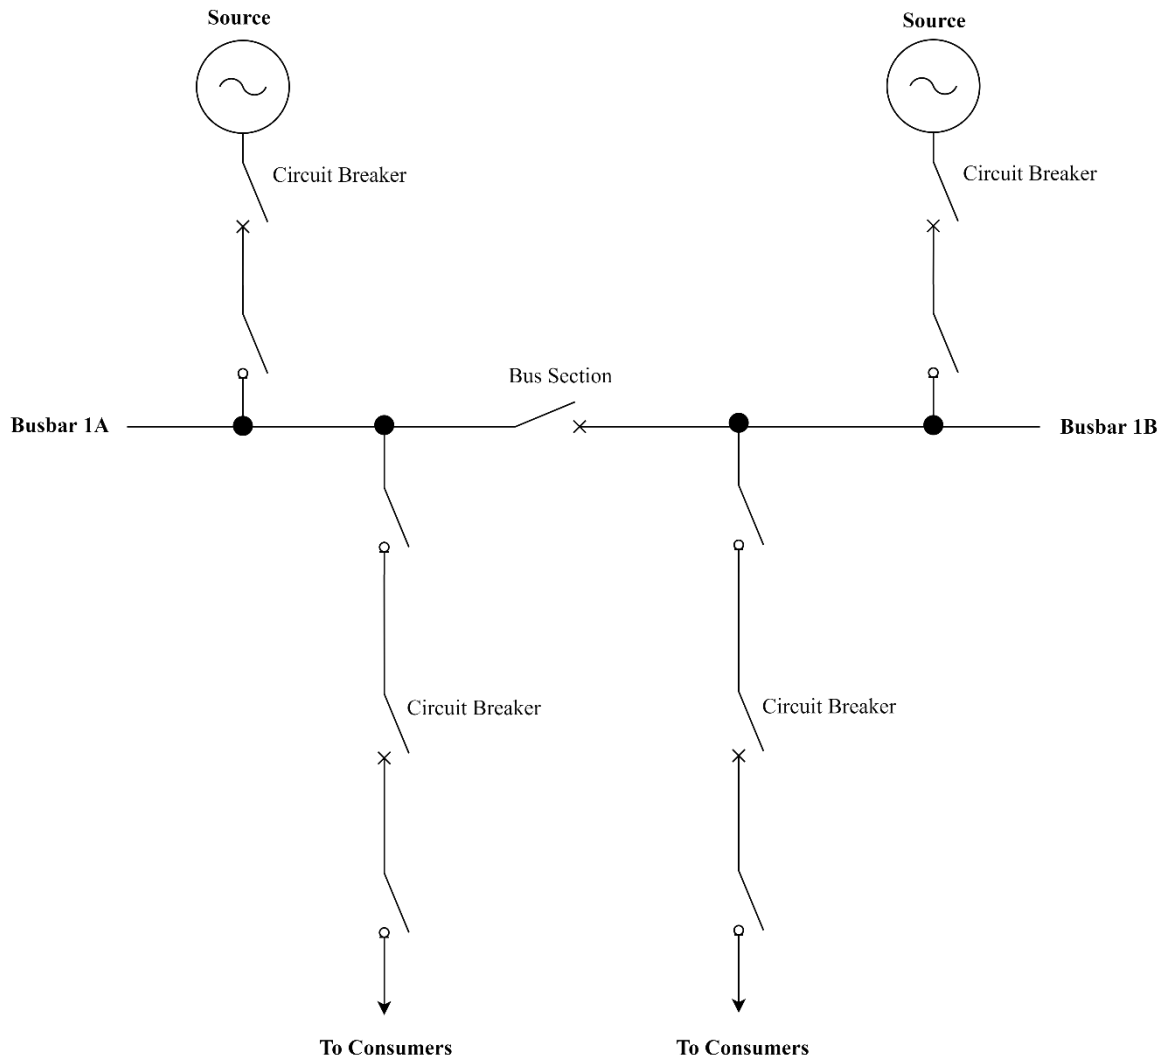 Source
Source
Circuit Breaker
Circuit Breaker
Bus Section
Busbar 1A
Busbar 1B
Circuit Breaker
Circuit Breaker
To Consumers
To Consumers